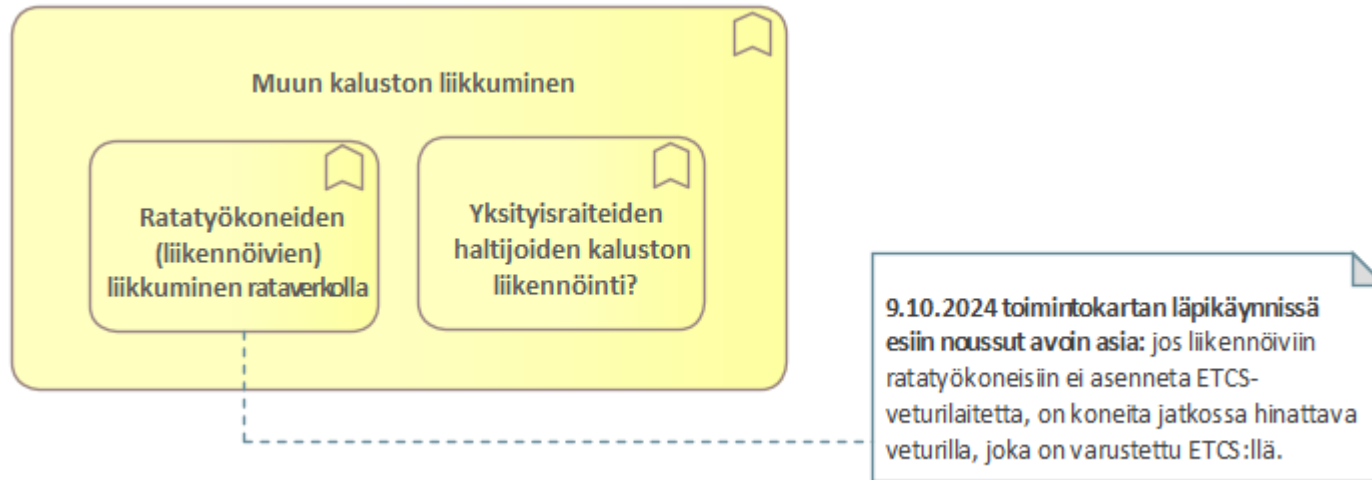 Muun kaluston liikkuminen
Ratatyökoneiden
(liikennöivien)
liikkuminen rataverkolla
Yksityisraiteiden
haltijoiden kaluston
liikennöinti?
9.10.2024 toimintokartan läpikäynnissä
esiin noussut avoin asia: jos liikennöiviin
ratatyökoneisiin ei asenneta ETCS-
veturilaitetta, on koneita jatkossa hinattava
veturilla, joka on varustettu ETCS:llä.